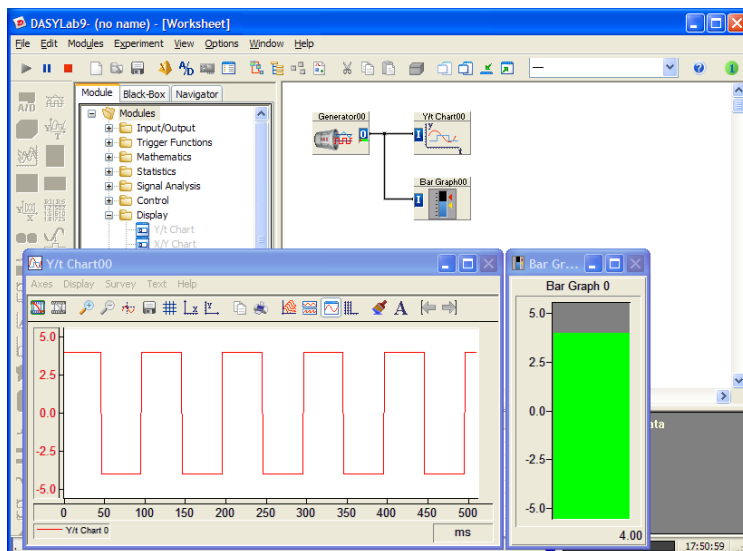 DASYLab9- (no name) - [Worksheet]
File Edit Modules Experiment View Options Window Help
Module Black-Box Navigator
Modules
Input/Output
Trigger Functions
Mathematics
Statistics
Signal Analysis
Control
Display
Y/t Chart
X/Y Chart
A/D
Generator00
0
Y/t Chart00
I
y
t
Bar Graph00
I
Y/t Chart00
Axes Display Survey Text Help
5.0
2.5
0.0
-2.5
-5.0
0 50 100 150 200 250 300 350 400 450 500
Y/t Chart 0
ms
Bar Gr...
Bar Graph 0
5.0
2.5
0.0
-2.5
-5.0
4.00
ata
17:50:59